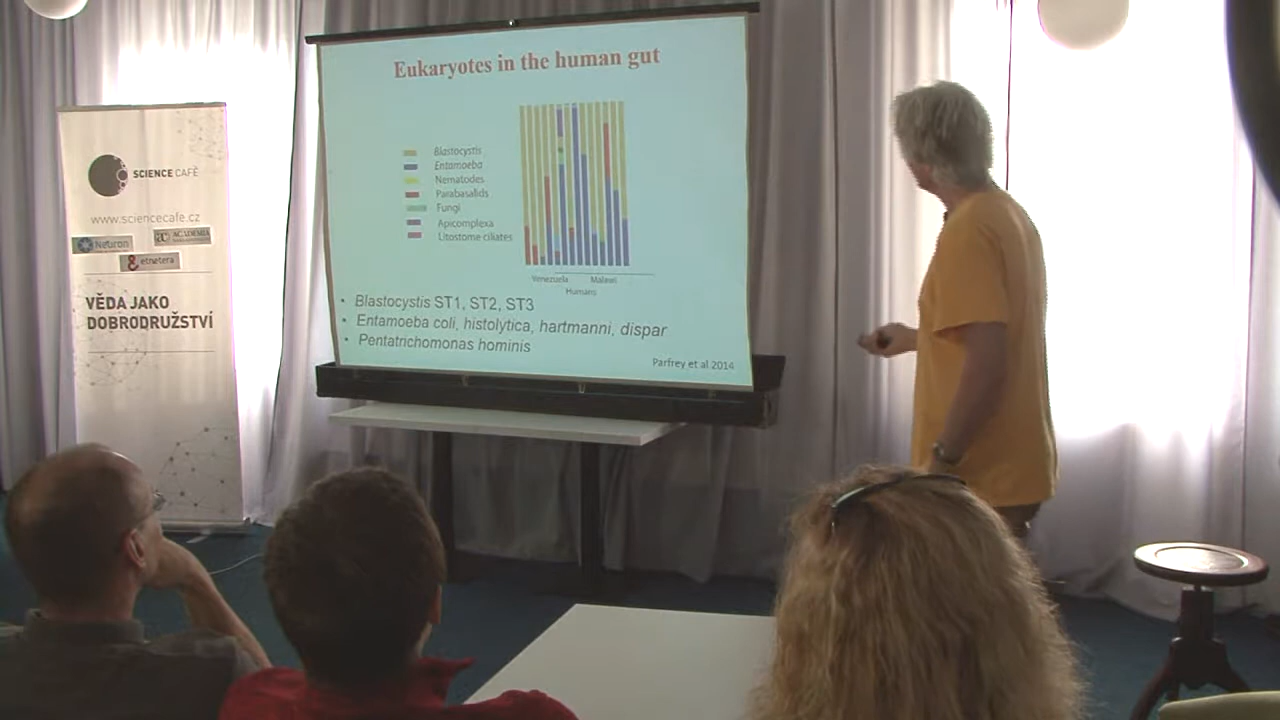 SCIENCE CAFÉ
www.sciencecafe.cz
Neuron
ACADEMIA
etnetera
VĚDA JAKO
DOBRODRUŽSTVÍ
Eukaryotes in the human gut
Blastocystis
Entamoeba
Nematodes
Parabasalids
Fungi
Apicomplexa
Litostome ciliates
Venezuela Malawi
Humans
• Blastocystis ST1, ST2, ST3
• Entamoeba coli, histolytica, hartmanni, dispar
• Pentatrichomonas hominis
Parfrey et al 2014